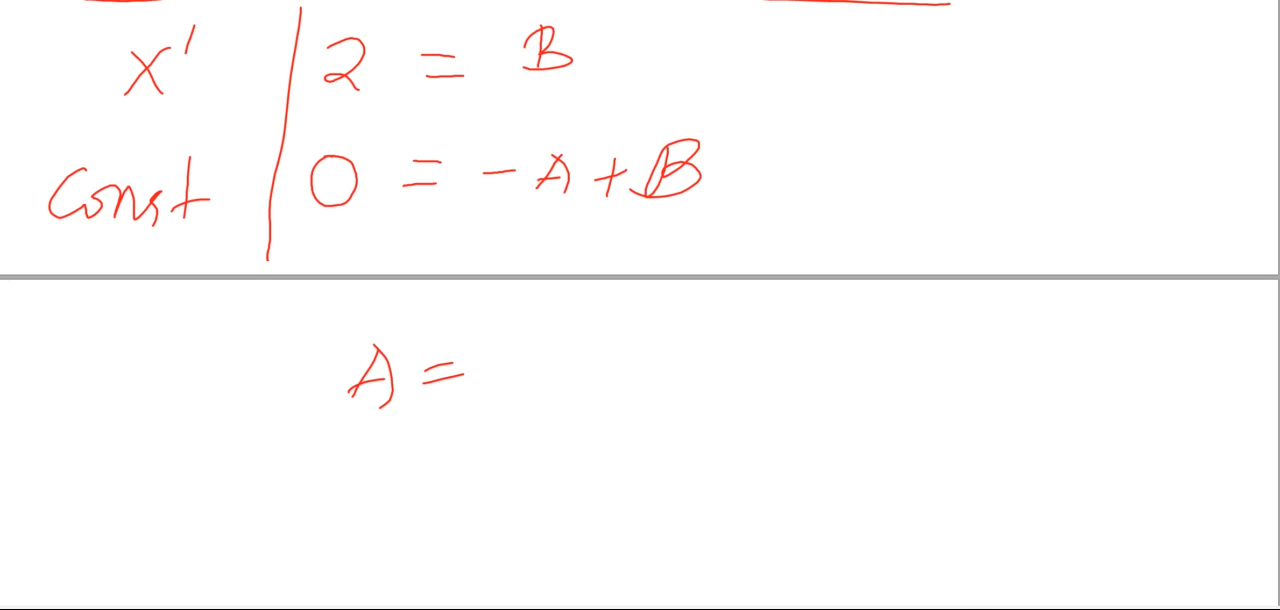 x' | 2 = B
Const | 0 = - A + B
A =